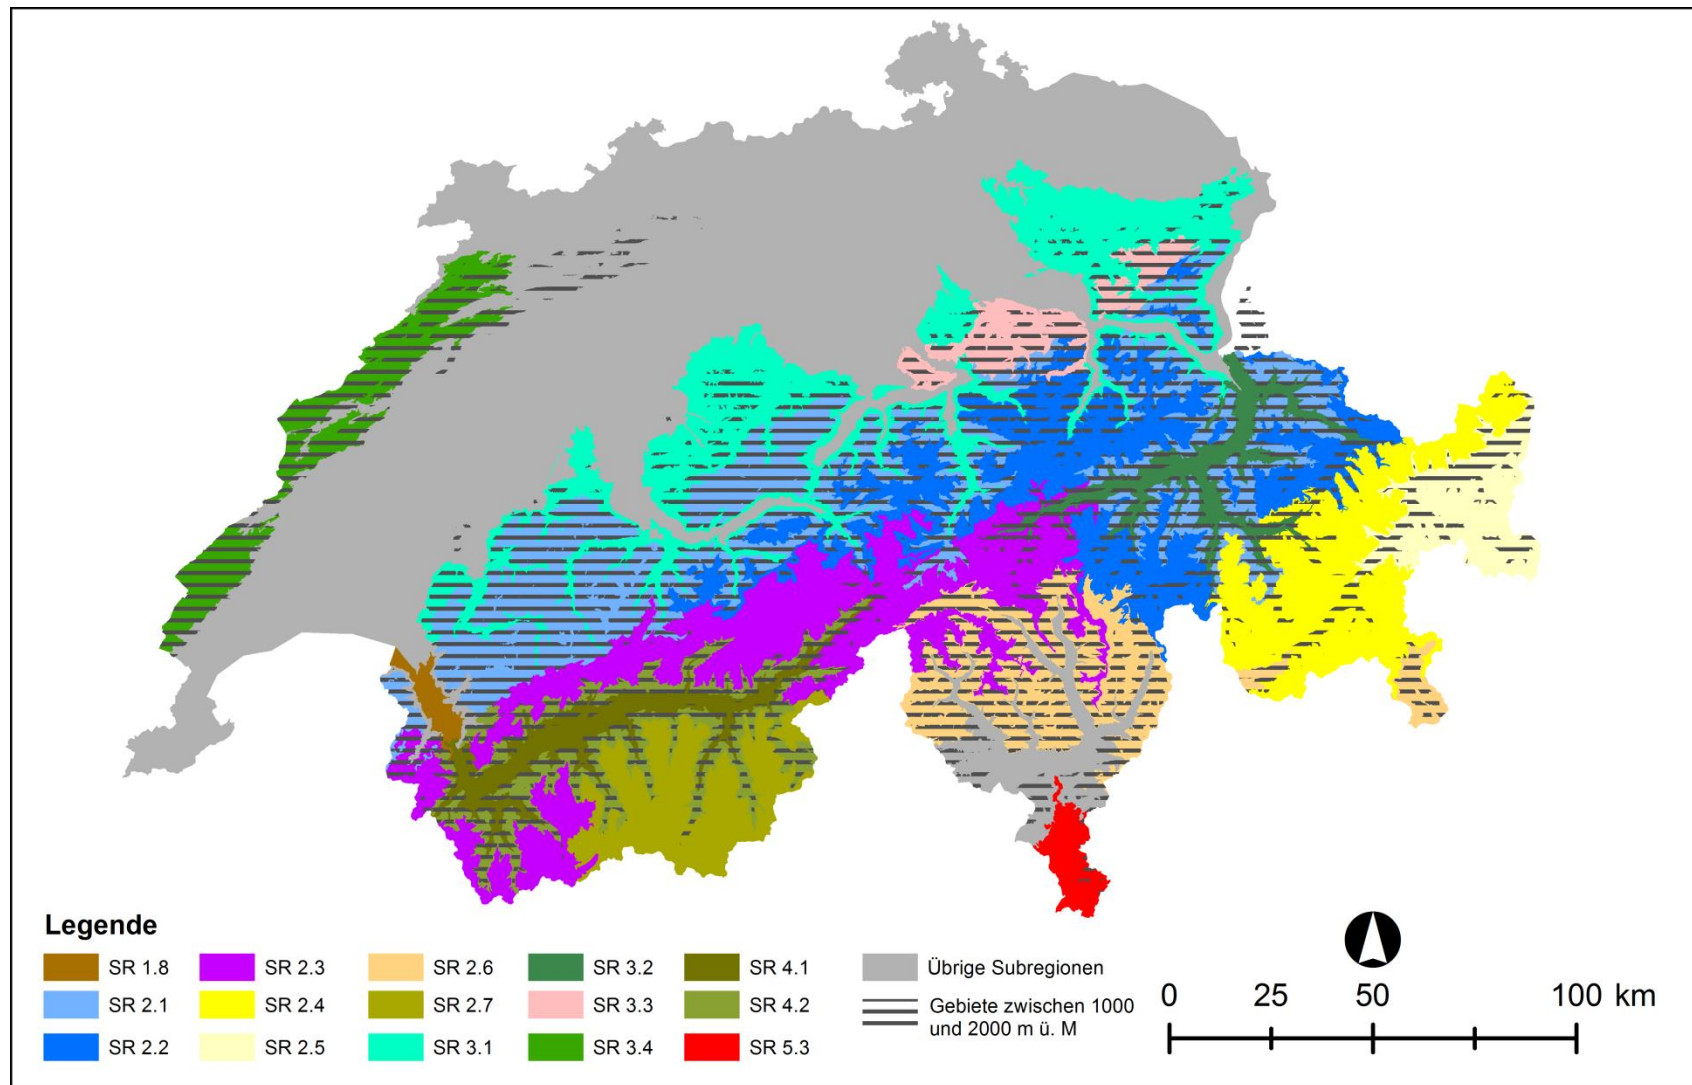 Legende
SR 1.8 SR 2.3 SR 2.6 SR 3.2 SR 4.1 Übrige Subregionen
SR 2.1 SR 2.4 SR 2.7 SR 3.3 SR 4.2 Gebiete zwischen 1000
und 2000 m ü. M
SR 2.2 SR 2.5 SR 3.1 SR 3.4 SR 5.3
0 25 50 100 km